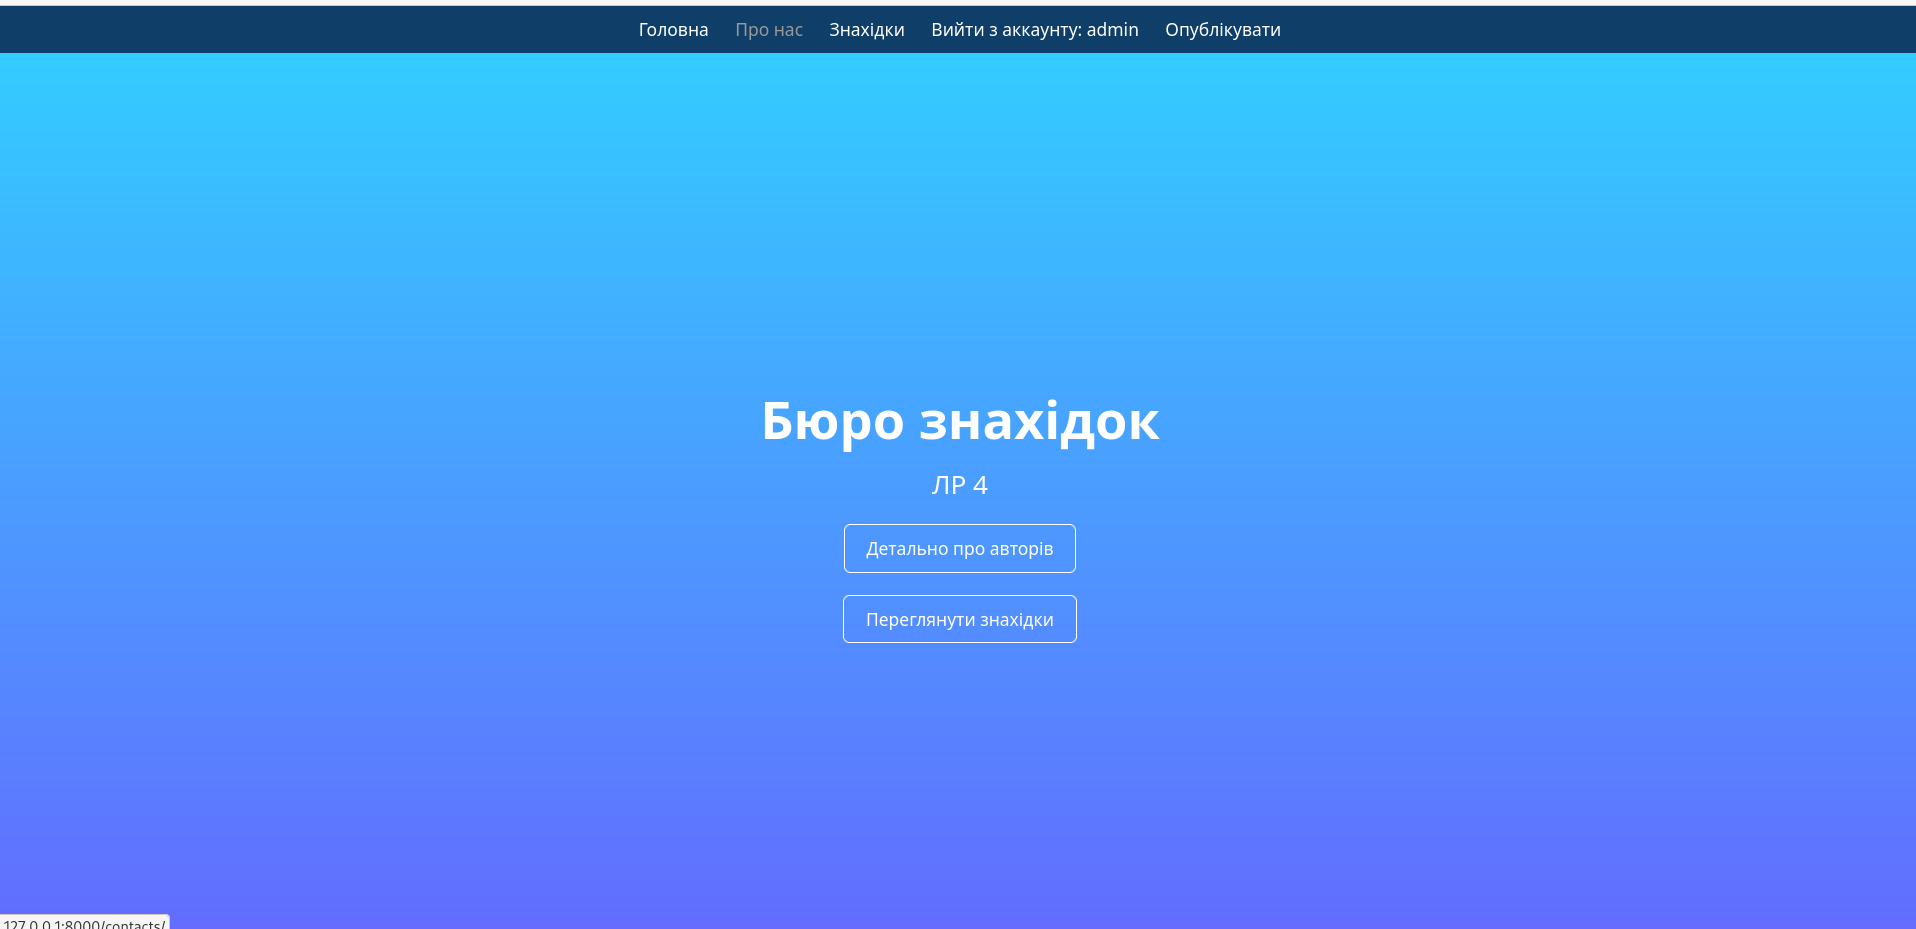 Головна Про нас Знахідки Вийти з аккаунту: admin Опублікувати
Бюро знахідок
ЛР 4
Детально про авторів
Переглянути знахідки
127.0.0.1:8000/contacts/